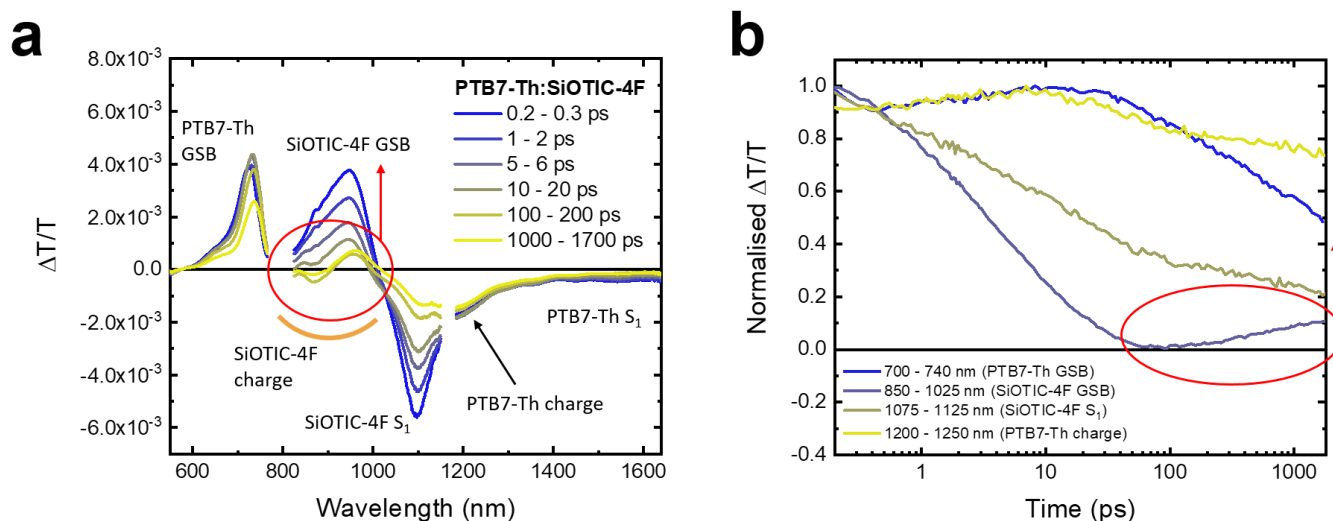 a
8.0x10⁻³
6.0x10⁻³
4.0x10⁻³
2.0x10⁻³
0.0
-2.0x10⁻³
-4.0x10⁻³
-6.0x10⁻³
ΔT/T
PTB7-Th
GSB
SiOTIC-4F GSB
PTB7-Th:SiOTIC-4F
0.2 - 0.3 ps
1 - 2 ps
5 - 6 ps
10 - 20 ps
100 - 200 ps
1000 - 1700 ps
SiOTIC-4F
charge
SiOTIC-4F S₁
PTB7-Th charge
PTB7-Th S₁
600 800 1000 1200 1400 1600
Wavelength (nm)
b
1.0
0.8
0.6
0.4
0.2
0.0
-0.2
-0.4
Normalised ΔT/T
700 - 740 nm (PTB7-Th GSB)
850 - 1025 nm (SiOTIC-4F GSB)
1075 - 1125 nm (SiOTIC-4F S₁)
1200 - 1250 nm (PTB7-Th charge)
1 10 100 1000
Time (ps)